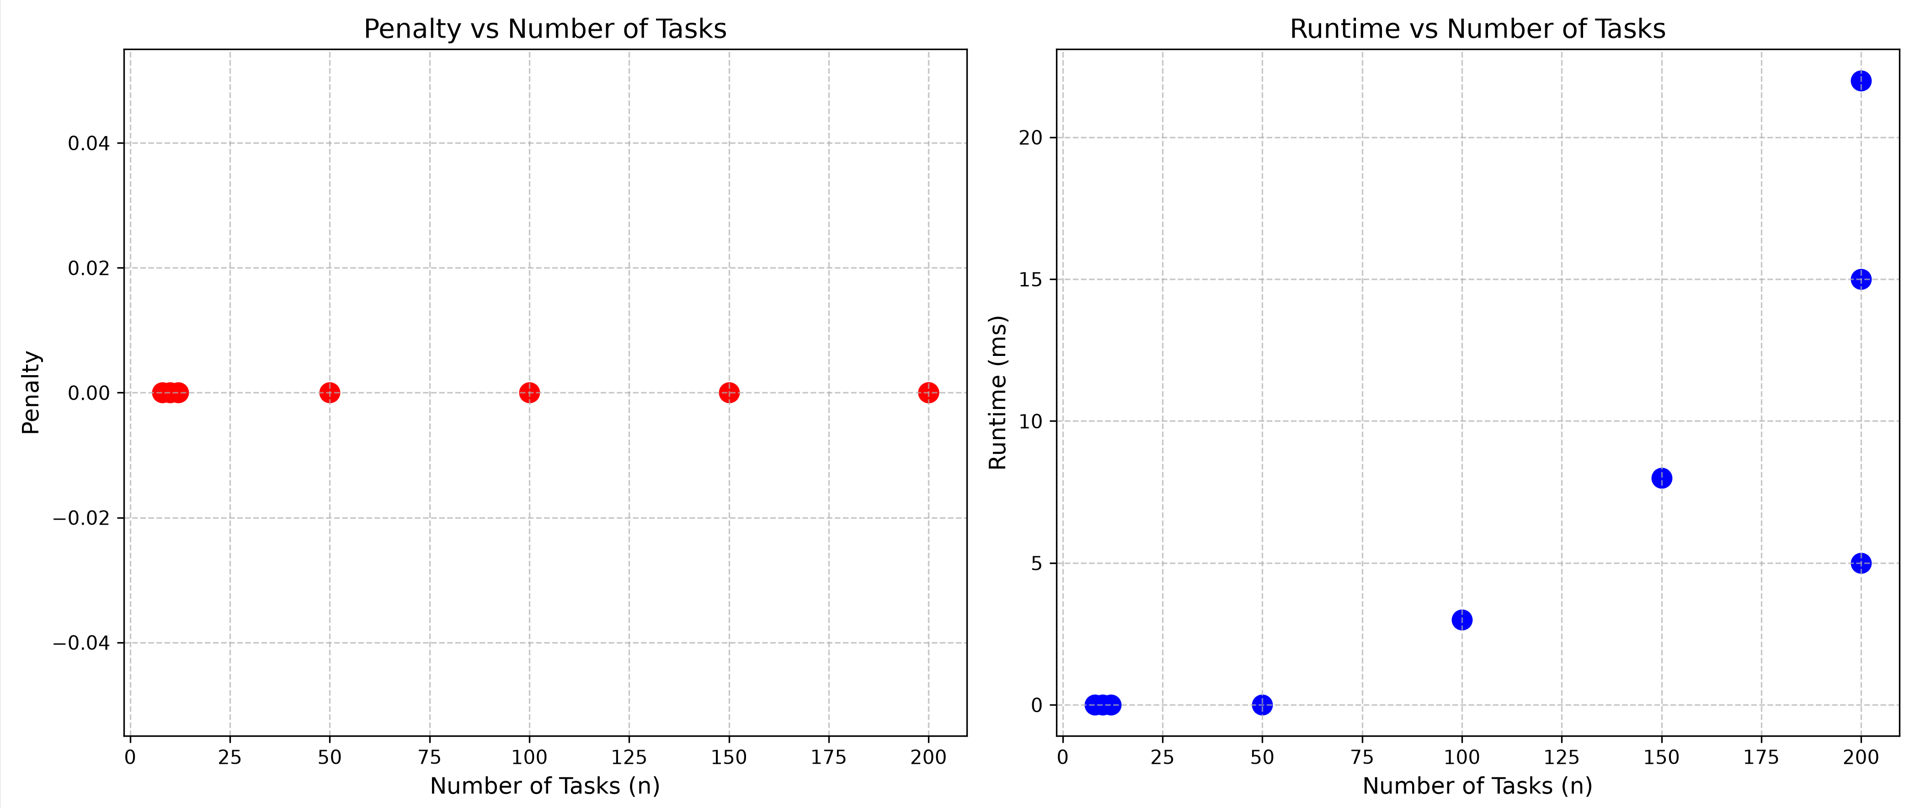 Penalty vs Number of Tasks
0.04
0.02
0.00
−0.02
−0.04
Penalty
0 25 50 75 100 125 150 175 200
Number of Tasks (n)
Runtime vs Number of Tasks
20
15
10
5
0
Runtime (ms)
0 25 50 75 100 125 150 175 200
Number of Tasks (n)